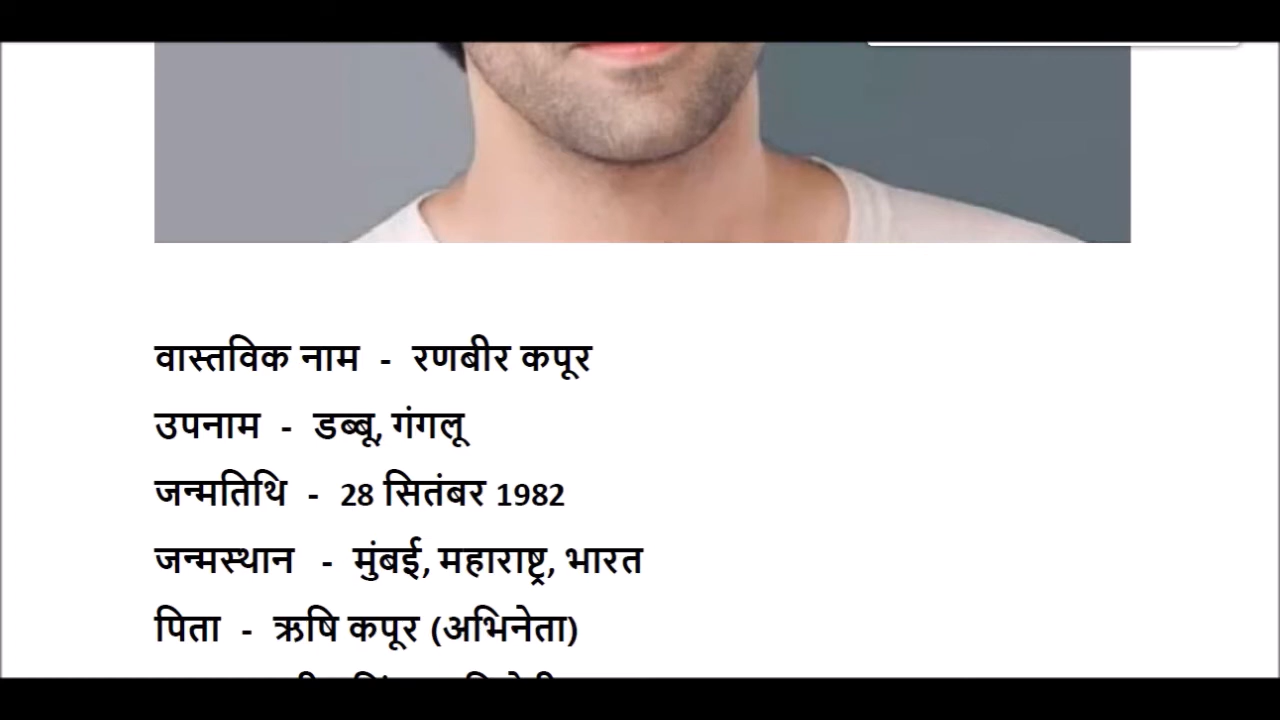 वास्तविक नाम - रणबीर कपूर
उपनाम - डब्बू, गंगलू
जन्मतिथि - 28 सितंबर 1982
जन्मस्थान - मुंबई, महाराष्ट्र, भारत
पिता - ऋषि कपूर (अभिनेता)